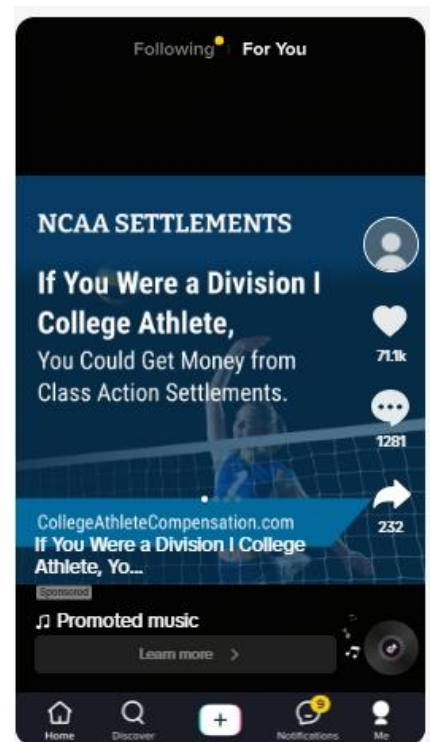 Following For You
NCAA SETTLEMENTS
If You Were a Division I
College Athlete,
You Could Get Money from
Class Action Settlements.
71.1k
1281
232
CollegeAthleteCompensation.com
If You Were a Division I College
Athlete, Yo...
Sponsored
♫ Promoted music
Learn more >
9
Home Discover Notifications Me